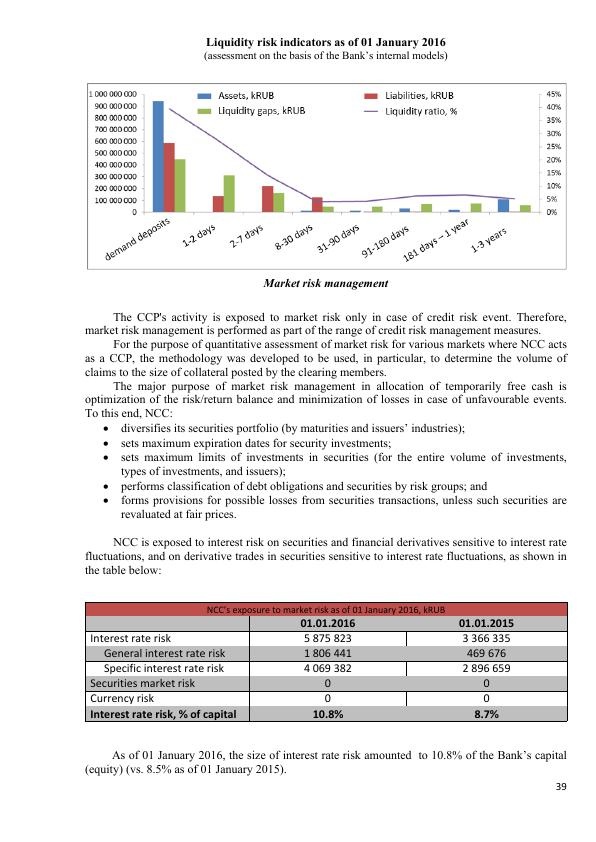 Liquidity risk indicators as of 01 January 2016
(assessment on the basis of the Bank's internal models)
Assets, kRUB
Liabilities, kRUB
Liquidity gaps, kRUB
Liquidity ratio, %
1 000 000 000
900 000 000
800 000 000
700 000 000
600 000 000
500 000 000
400 000 000
300 000 000
200 000 000
100 000 000
0
45%
40%
35%
30%
25%
20%
15%
10%
5%
0%
demand deposits
1-2 days
2-7 days
8-30 days
31-90 days
91-180 days
181 days – 1 year
1-3 years
Market risk management
The CCP's activity is exposed to market risk only in case of credit risk event. Therefore,
market risk management is performed as part of the range of credit risk management measures.
For the purpose of quantitative assessment of market risk for various markets where NCC acts
as a CCP, the methodology was developed to be used, in particular, to determine the volume of
claims to the size of collateral posted by the clearing members.
The major purpose of market risk management in allocation of temporarily free cash is
optimization of the risk/return balance and minimization of losses in case of unfavourable events.
To this end, NCC:
• diversifies its securities portfolio (by maturities and issuers' industries);
• sets maximum expiration dates for security investments;
• sets maximum limits of investments in securities (for the entire volume of investments,
types of investments, and issuers);
• performs classification of debt obligations and securities by risk groups; and
• forms provisions for possible losses from securities transactions, unless such securities are
revaluated at fair prices.
NCC is exposed to interest risk on securities and financial derivatives sensitive to interest rate
fluctuations, and on derivative trades in securities sensitive to interest rate fluctuations, as shown in
the table below:
NCC's exposure to market risk as of 01 January 2016, kRUB
01.01.2016 01.01.2015
Interest rate risk 5 875 823 3 366 335
General interest rate risk 1 806 441 469 676
Specific interest rate risk 4 069 382 2 896 659
Securities market risk 0 0
Currency risk 0 0
Interest rate risk, % of capital 10.8% 8.7%
As of 01 January 2016, the size of interest rate risk amounted to 10.8% of the Bank's capital
(equity) (vs. 8.5% as of 01 January 2015).
39